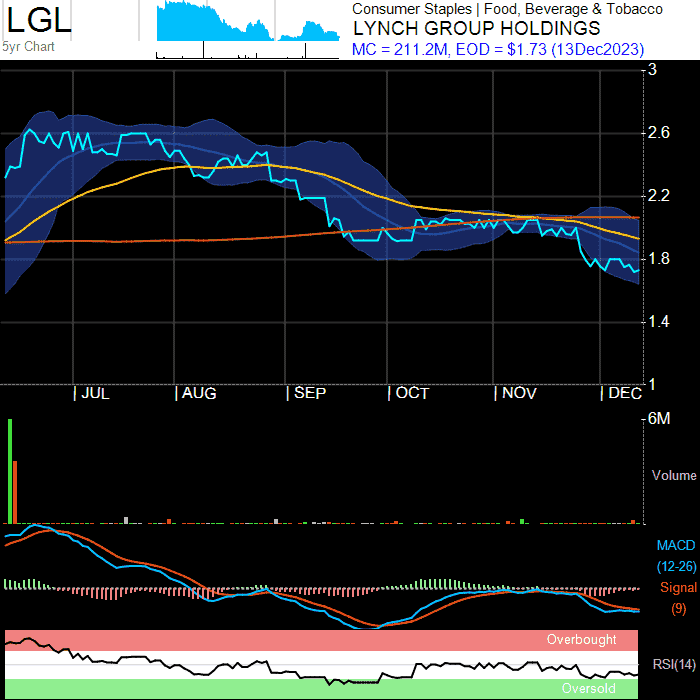 LGL
5yr Chart
Consumer Staples | Food, Beverage & Tobacco
LYNCH GROUP HOLDINGS
MC = 211.2M, EOD = $1.73 (13Dec2023)
3
2.6
2.2
1.8
1.4
1
| JUL | AUG | SEP | OCT | NOV | DEC
6M
Volume
MACD
(12-26)
Signal
(9)
Overbought
RSI(14)
Oversold